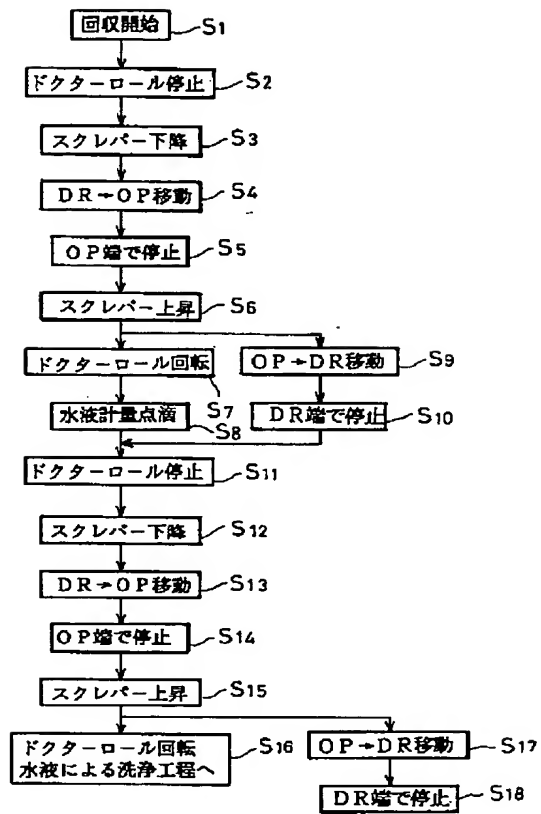 回収開始 S1
ドクターロール停止 S2
スクレパー下降 S3
DR→OP移動 S4
OP端で停止 S5
スクレパー上昇 S6
ドクターロール回転 S7
OP→DR移動 S9
水液計量点滴 S8
DR端で停止 S10
ドクターロール停止 S11
スクレパー下降 S12
DR→OP移動 S13
OP端で停止 S14
スクレパー上昇 S15
ドクターロール回転
水液による洗浄工程へ S16
OP→DR移動 S17
DR端で停止 S18